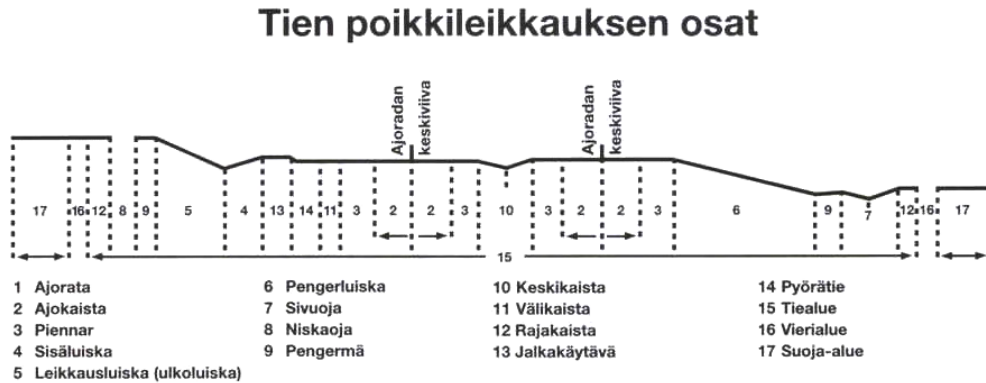 Tien poikkileikkauksen osat
Ajoradan
keskiviiva
Ajoradan
keskiviiva
17 16 12 8 9 5 4 13 14 11 3 2 2 3 10 3 2 2 3 6 9 7 12 16 17
15
1 Ajorata
2 Ajokaista
3 Piennar
4 Sisäluiska
5 Leikkausluiska (ulkoluiska)
6 Pengerluiska
7 Sivuoja
8 Niskaoja
9 Pengermä
10 Keskikaista
11 Välikaista
12 Rajakaista
13 Jalkakäytävä
14 Pyörätie
15 Tiealue
16 Vierialue
17 Suoja-alue